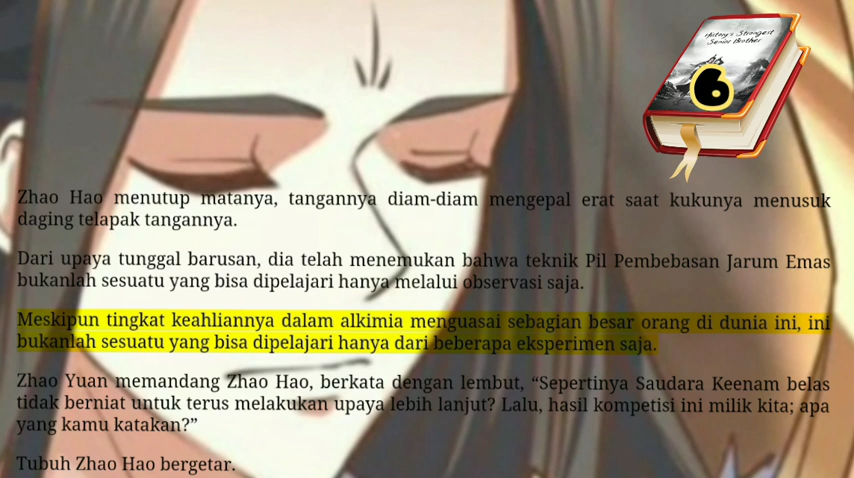 History's Strongest
Senior Brother
6
Zhao Hao menutup matanya, tangannya diam-diam mengepal erat saat kukunya menusuk
daging telapak tangannya.
Dari upaya tunggal barusan, dia telah menemukan bahwa teknik Pil Pembebasan Jarum Emas
bukanlah sesuatu yang bisa dipelajari hanya melalui observasi saja.
Meskipun tingkat keahliannya dalam alkimia menguasai sebagian besar orang di dunia ini, ini
bukanlah sesuatu yang bisa dipelajari hanya dari beberapa eksperimen saja.
Zhao Yuan memandang Zhao Hao, berkata dengan lembut, “Sepertinya Saudara Keenam belas
tidak berniat untuk terus melakukan upaya lebih lanjut? Lalu, hasil kompetisi ini milik kita; apa
yang kamu katakan?”
Tubuh Zhao Hao bergetar.